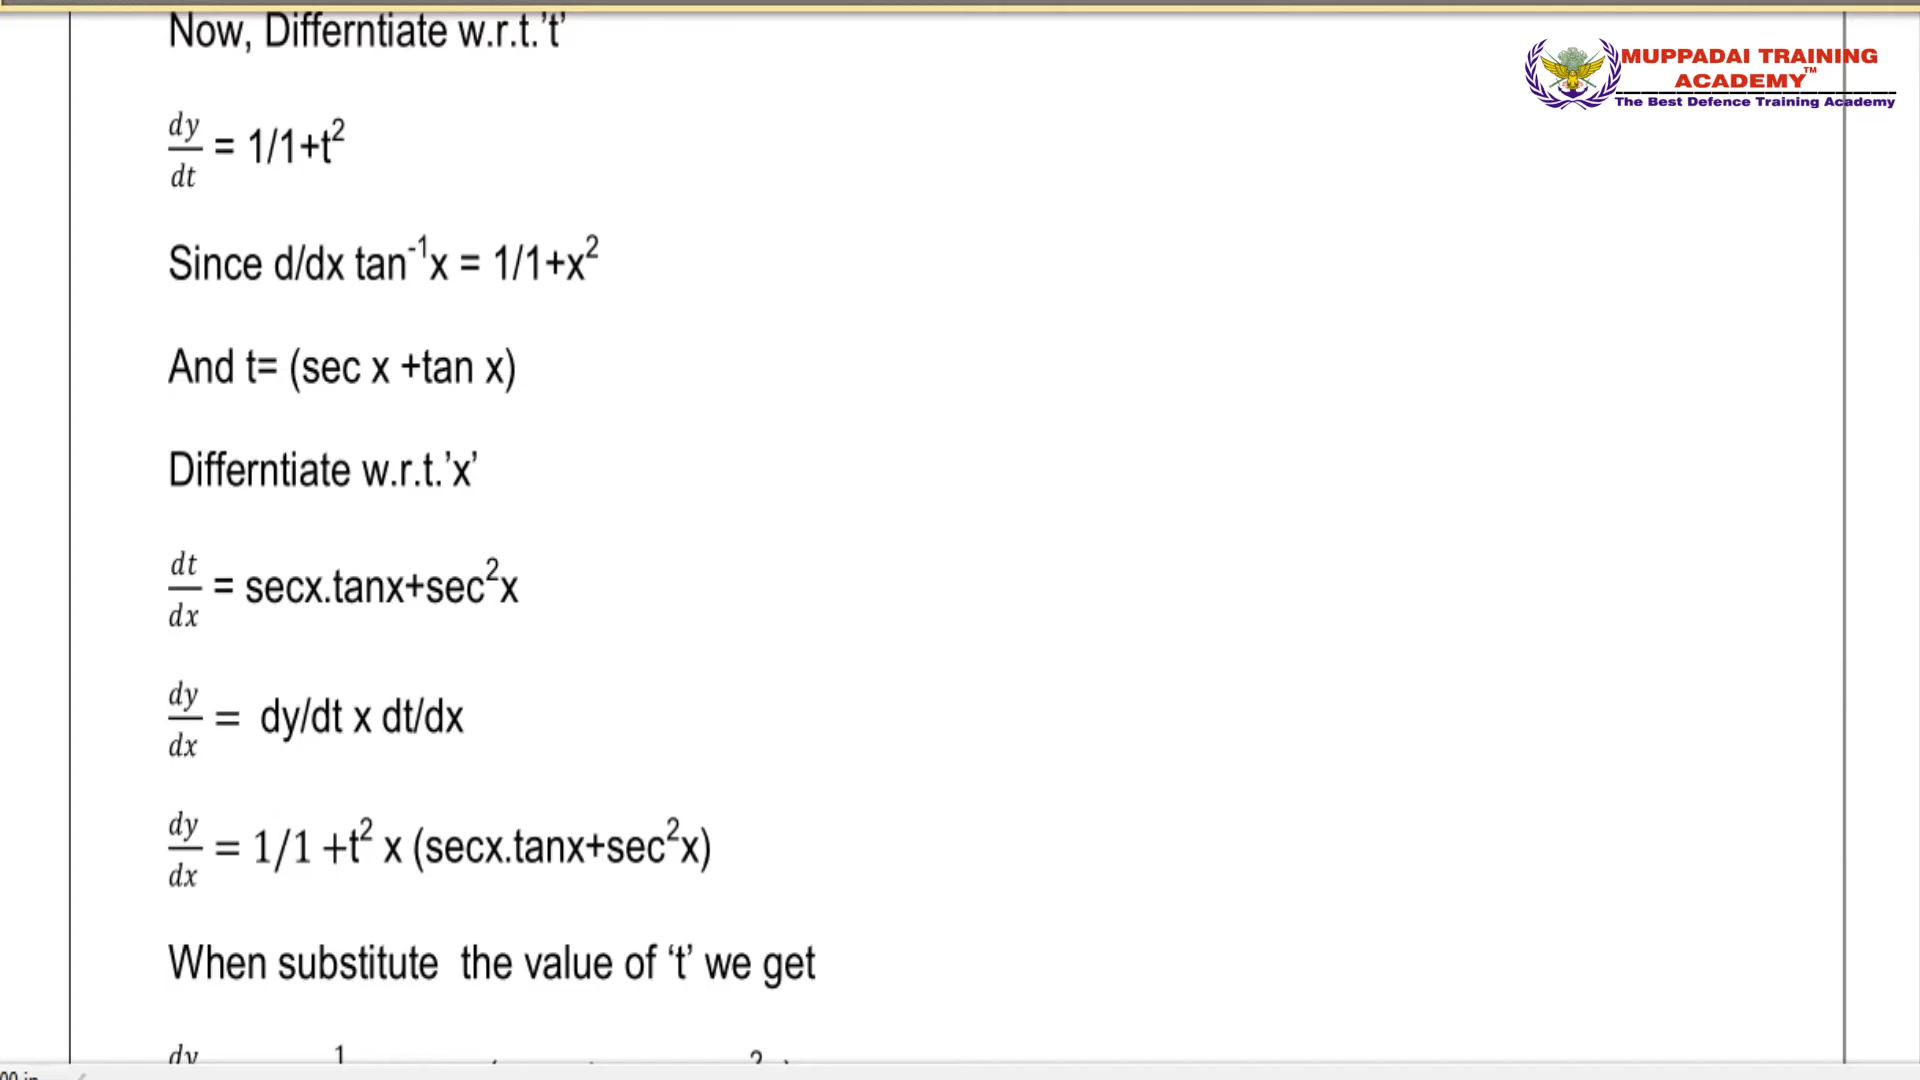 Now, Differntiate w.r.t.’t’
MUPPADAI TRAINING
ACADEMY™
The Best Defence Training Academy
dy/dt = 1/1+t²
Since d/dx tan⁻¹x = 1/1+x²
And t= (sec x +tan x)
Differntiate w.r.t.’x’
dt/dx = secx.tanx+sec²x
dy/dx = dy/dt x dt/dx
dy/dx = 1/1 +t² x (secx.tanx+sec²x)
When substitute the value of ‘t’ we get